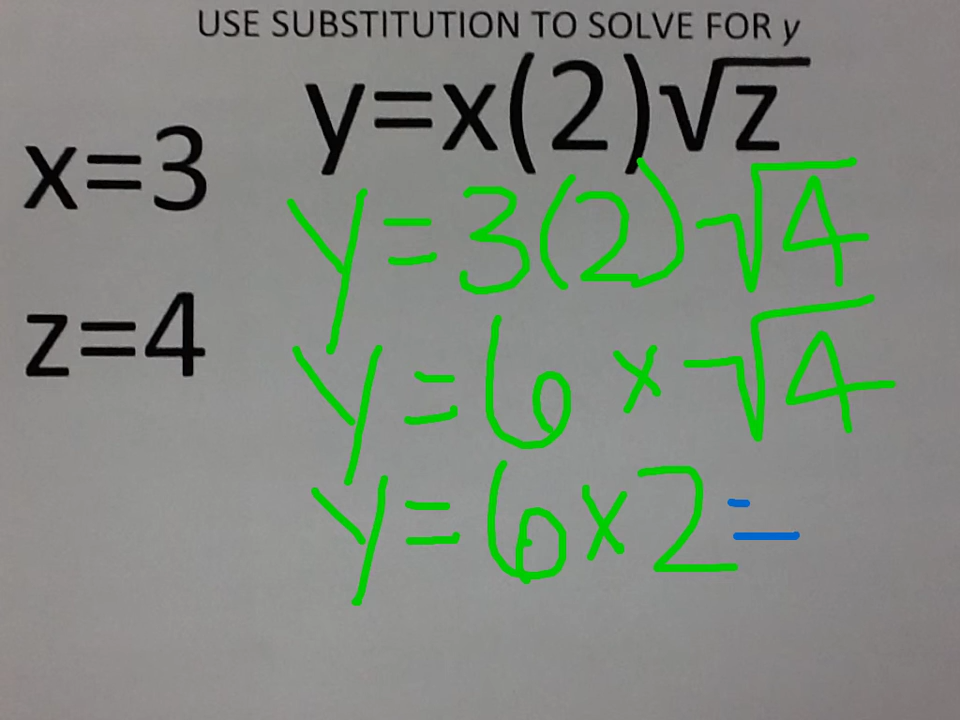 USE SUBSTITUTION TO SOLVE FOR y
y=x(2)√z
x=3
y=3(2)√4
z=4
y=6x√4
y=6x2=